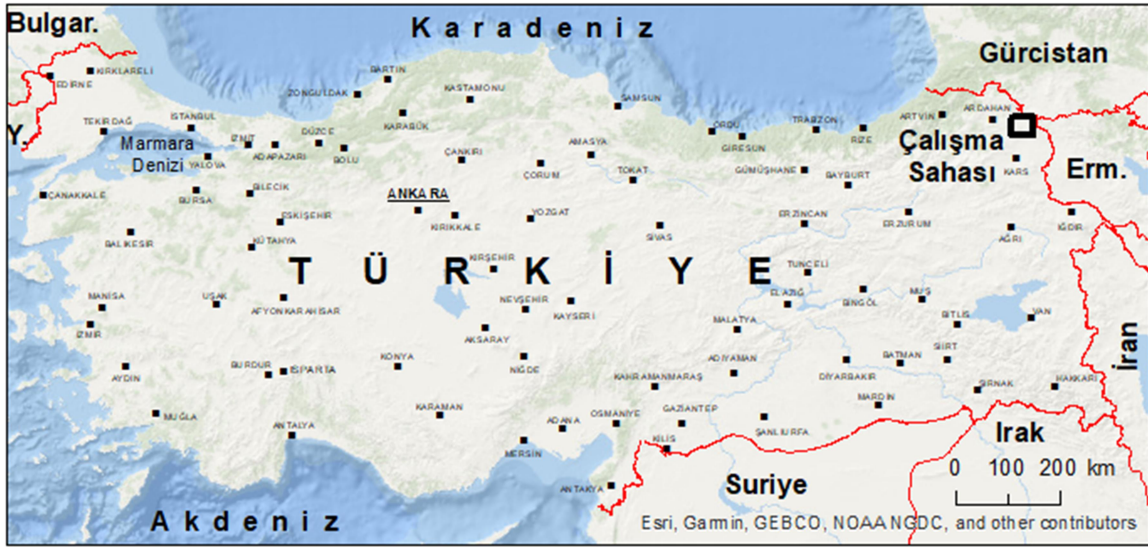 Bulgar.
Karadeniz
Gürcistan
KIRKLARELİ
EDİRNE
BARTIN
ZONGULDAK
KASTAMONU
SAMSUN
Y.
TEKİRDAĞ
İSTANBUL
İZMİT
DÜZCE
KARABÜK
ORDU
TRABZON
ARTVİN
ARDAHAN
RİZE
GİRESUN
Marmara
Denizi
YALOVA
ADAPAZARI
BOLU
ÇANKIRI
AMASYA
ÇORUM
TOKAT
GÜMÜŞHANE
BAYBURT
Çalışma
Sahası
KARS
Erm.
ÇANAKKALE
BURSA
BİLECİK
ANKARA
ESKİŞEHİR
KIRIKKALE
YOZGAT
SİVAS
ERZİNCAN
ERZURUM
AĞRI
IĞDIR
BALIKESİR
KÜTAHYA
TÜRKİYE
KIRŞEHİR
TUNCELİ
MANİSA
UŞAK
AFYONKARAHİSAR
NEVŞEHİR
KAYSERİ
ELAZIĞ
BİNGÖL
MUŞ
İZMİR
AKSARAY
MALATYA
BİTLİS
VAN
AYDIN
BURDUR
ISPARTA
KONYA
NİĞDE
KAHRAMANMARAŞ
ADIYAMAN
DİYARBAKIR
BATMAN
SİİRT
ŞIRNAK
HAKKARİ
İran
MUĞLA
ANTALYA
KARAMAN
MERSİN
ADANA
OSMANİYE
GAZİANTEP
KİLİS
ŞANLIURFA
MARDİN
Irak
ANTAKYA
Suriye
0 100 200 km
Akdeniz
Esri, Garmin, GEBCO, NOAA NGDC, and other contributors